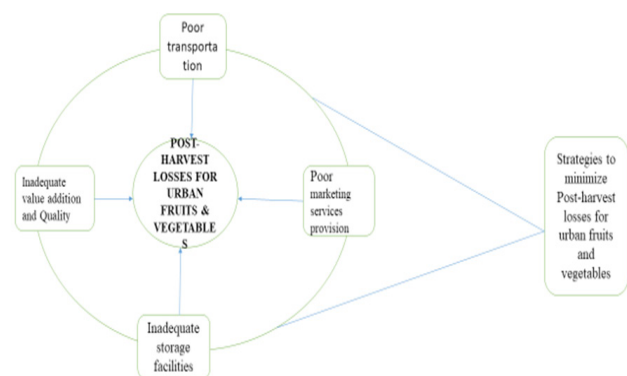 Poor
transporta
tion
POST-
HARVEST
LOSSES FOR
URBAN
FRUITS &
VEGETABLE
S
Inadequate
value addition
and Quality
Poor
marketing
services
provision
Inadequate
storage
facilities
Strategies to
minimize
Post-harvest
losses for
urban fruits
and
vegetables